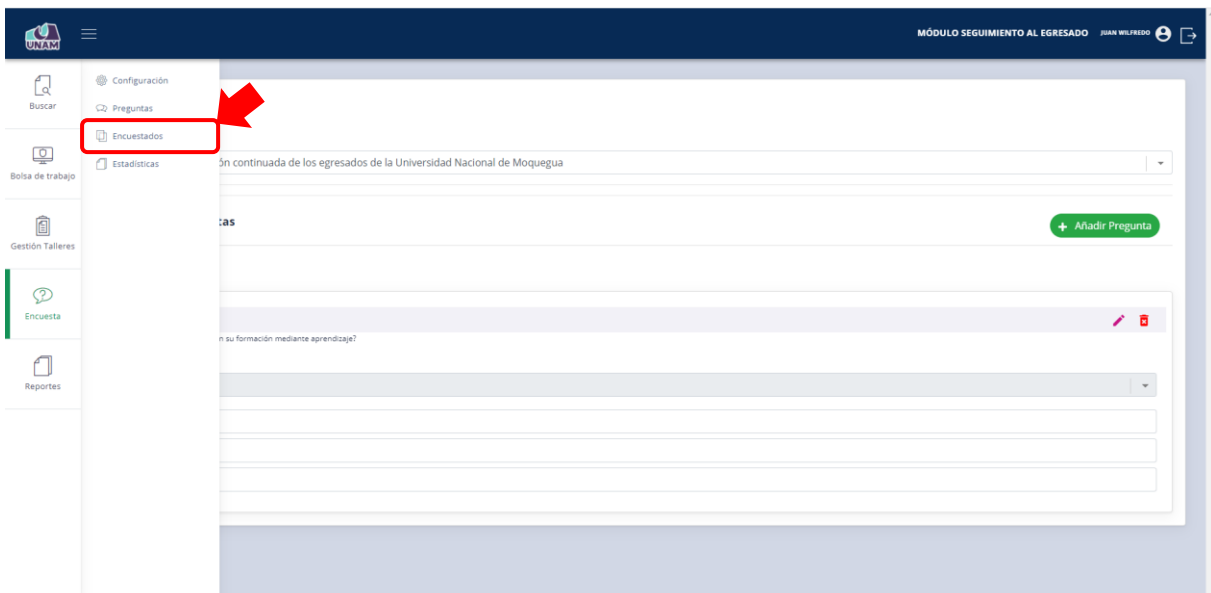 UNAM
MÓDULO SEGUIMIENTO AL EGRESADO JUAN WILFREDO
Buscar
Bolsa de trabajo
Gestión Talleres
Encuesta
Reportes
Configuración
Preguntas
Encuestados
Estadísticas
ón continuada de los egresados de la Universidad Nacional de Moquegua
tas
+ Añadir Pregunta
n su formación mediante aprendizaje?